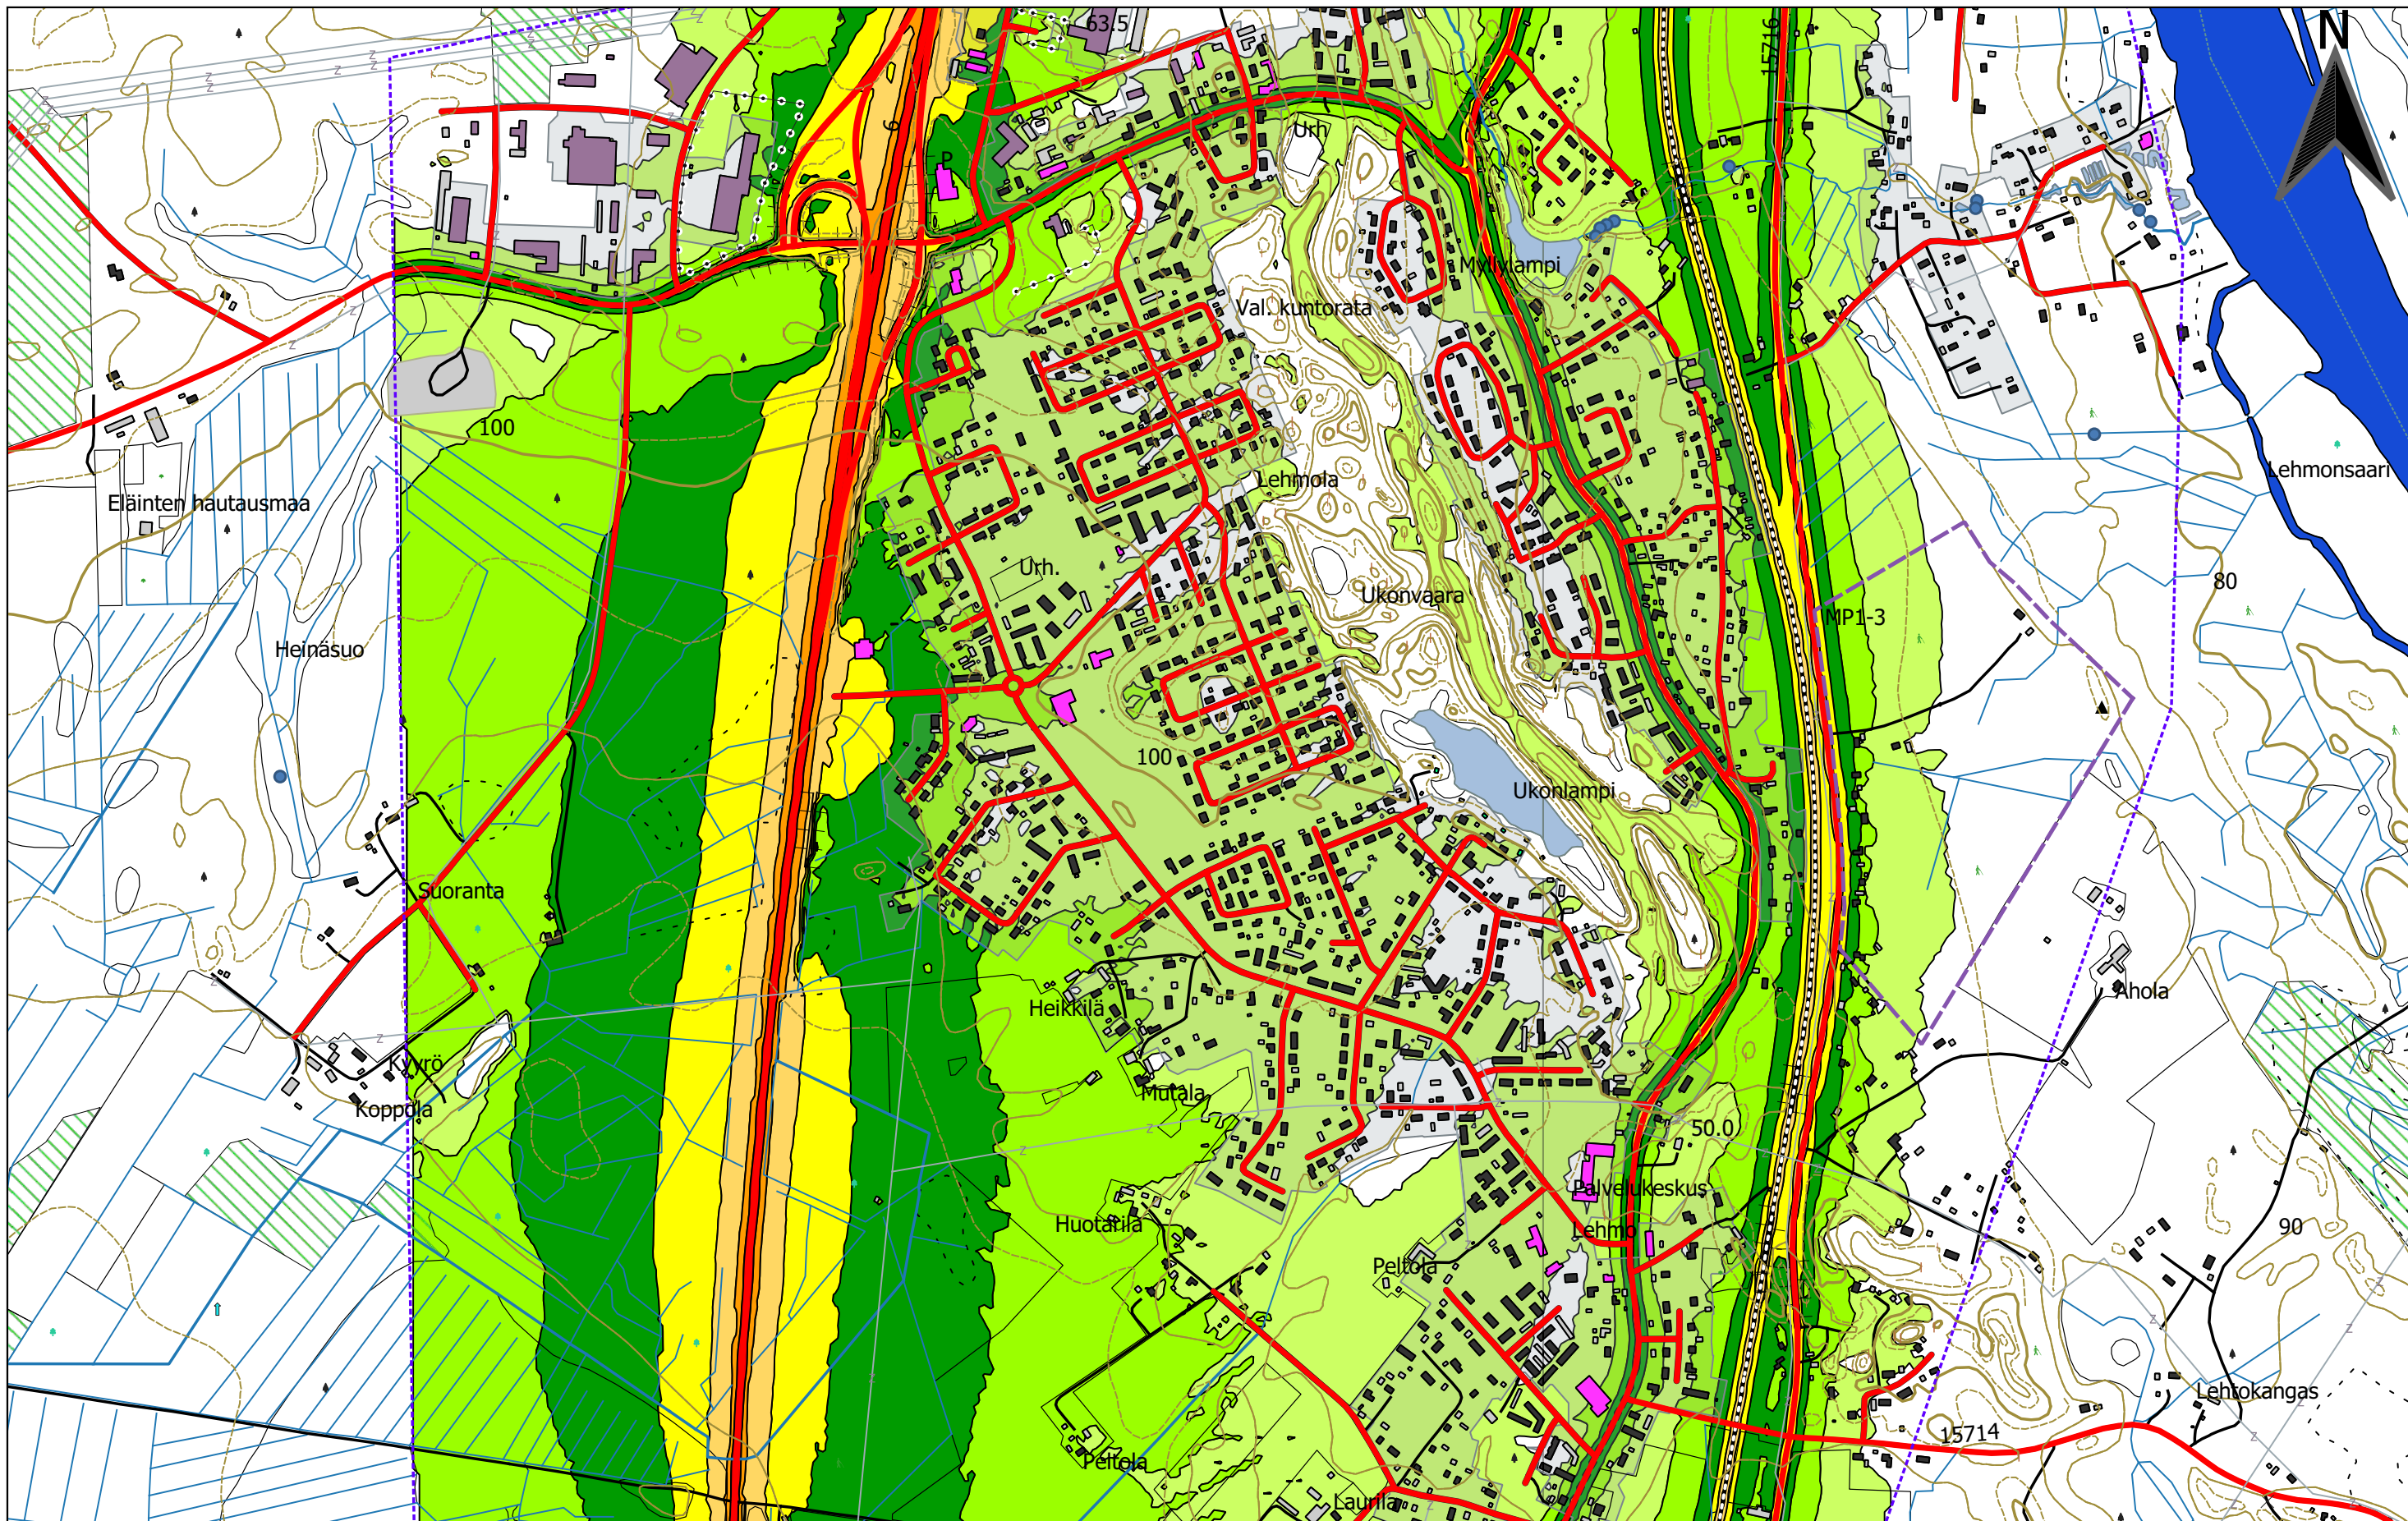 N
63.5
15716
6
P
Urh
Myllylampi
Val. kuntorata
100
Lehmola
Lehmonsaari
Eläinten hautausmaa
Urh.
80
Ukonvaara
MP1-3
Heinäsuo
100
Ukonlampi
Suoranta
Ahola
Heikkilä
Kyyrö
Mutala
Koppola
50.0
Palvelukeskus
Huotarila
Lehmo
90
Peltola
Lehtokangas
15714
Peltola
Laurila